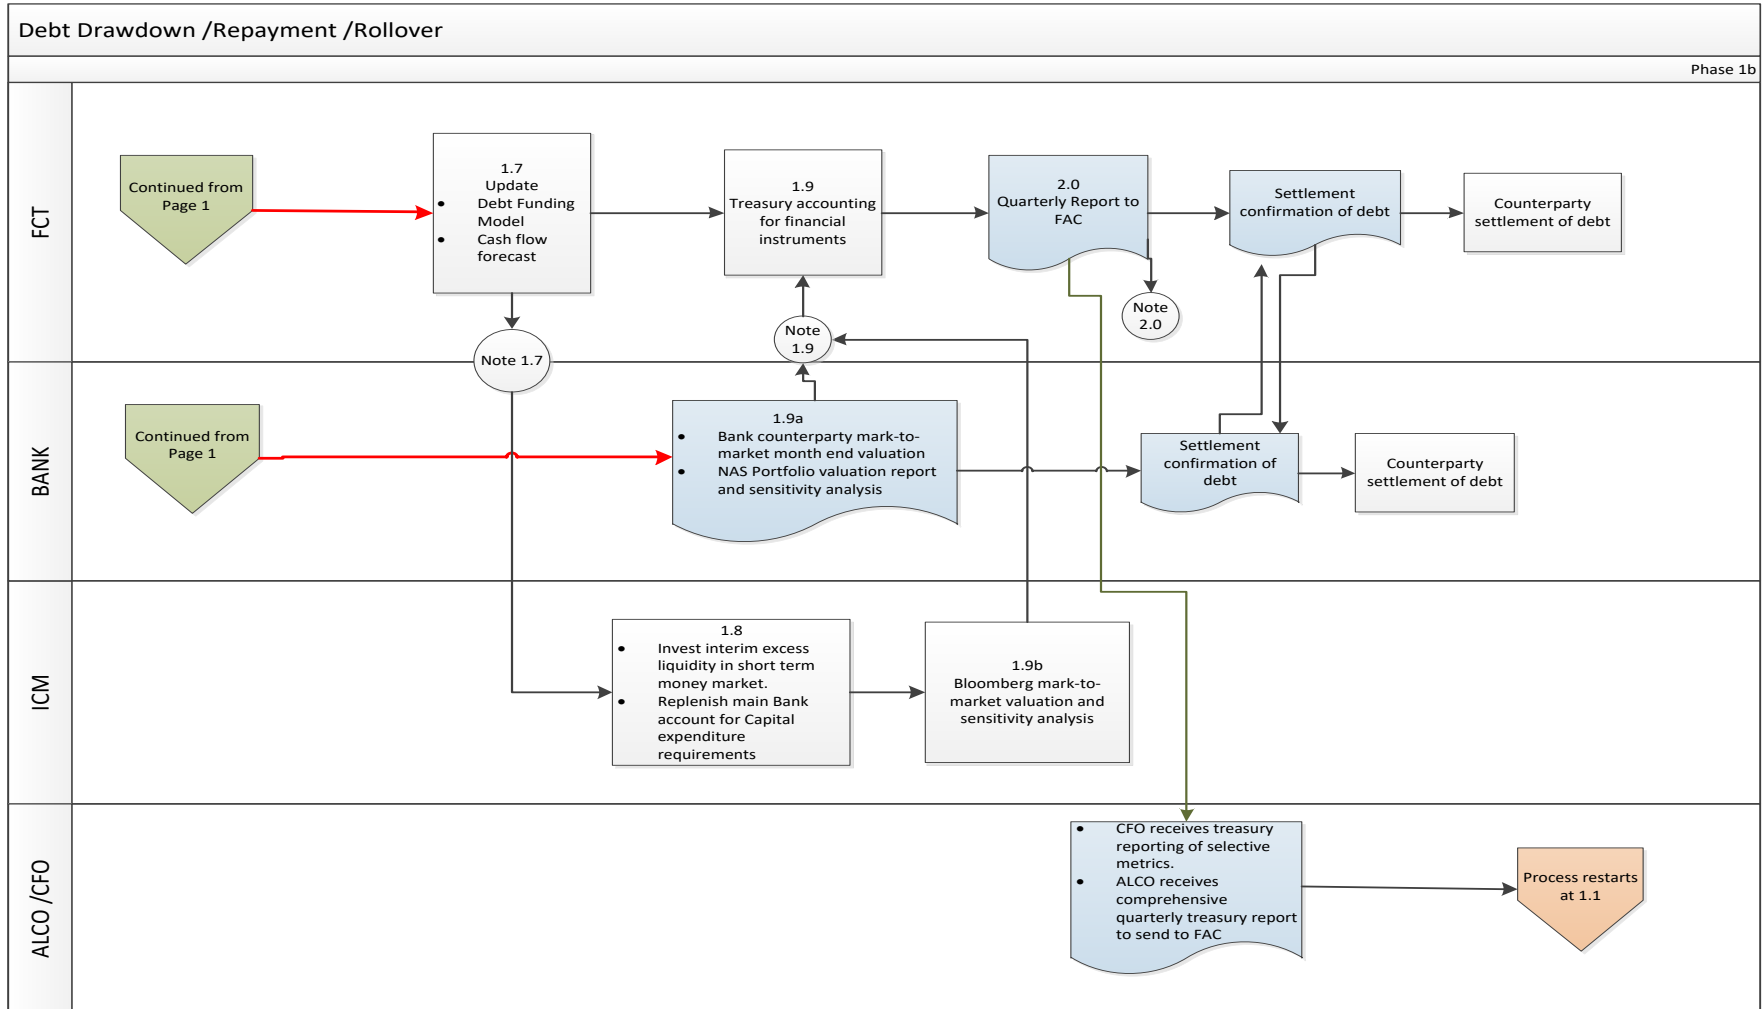 Debt Drawdown /Repayment /Rollover
Phase 1b
FCT
Continued from
Page 1
1.7
Update
• Debt Funding
Model
• Cash flow
forecast
1.9
Treasury accounting
for financial
instruments
2.0
Quarterly Report to
FAC
Settlement
confirmation of debt
Counterparty
settlement of debt
Note
2.0
Note
1.9
Note 1.7
BANK
Continued from
Page 1
1.9a
• Bank counterparty mark-to-
market month end valuation
• NAS Portfolio valuation report
and sensitivity analysis
Settlement
confirmation of
debt
Counterparty
settlement of debt
ICM
1.8
• Invest interim excess
liquidity in short term
money market.
• Replenish main Bank
account for Capital
expenditure
requirements
1.9b
Bloomberg mark-to-
market valuation and
sensitivity analysis
ALCO /CFO
• CFO receives treasury
reporting of selective
metrics.
• ALCO receives
comprehensive
quarterly treasury report
to send to FAC
Process restarts
at 1.1